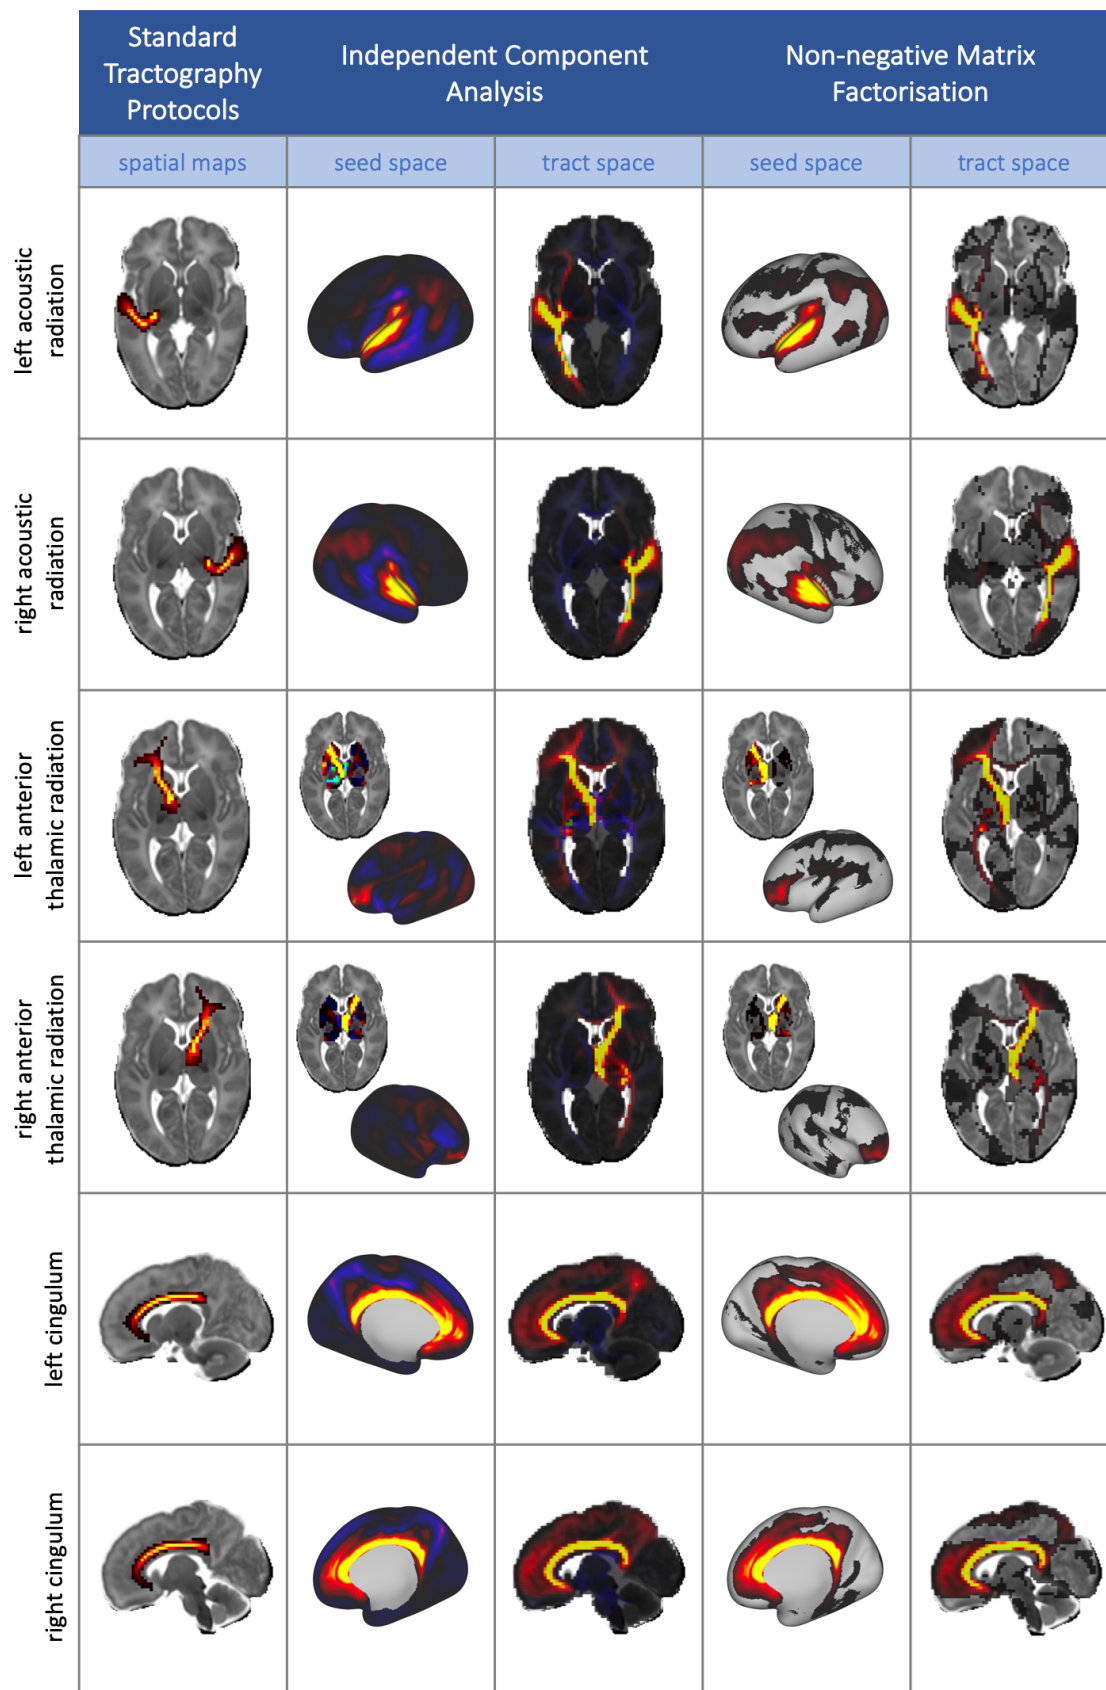 Standard
Tractography
Protocols
Independent Component
Analysis
Non-negative Matrix
Factorisation
spatial maps
seed space
tract space
seed space
tract space
left acoustic
radiation
right acoustic
radiation
left anterior
thalamic radiation
right anterior
thalamic radiation
left cingulum
right cingulum